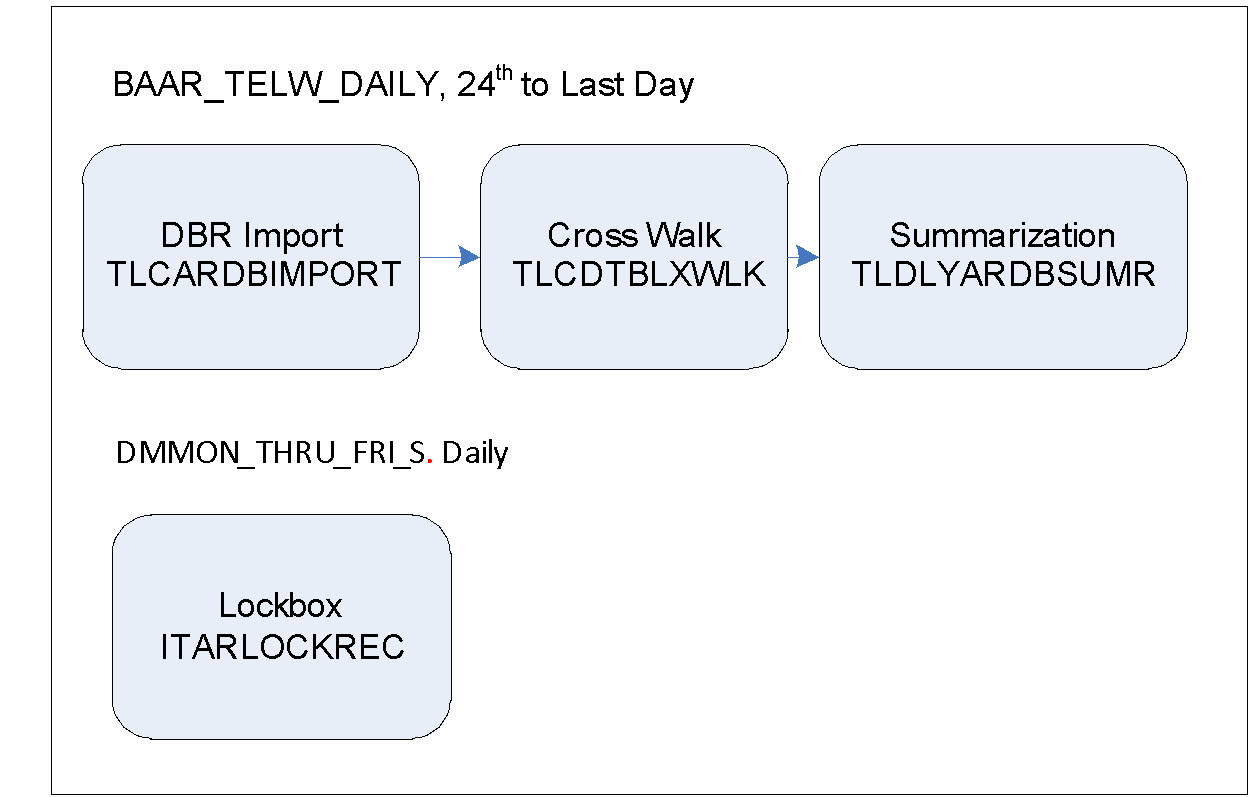 BAAR_TELW_DAILY, 24th to Last Day
DBR Import
TLCARDBIMPORT
Cross Walk
TLCDTBLXWLK
Summarization
TLDLYARDBSUMR
DMMON_THRU_FRI_S. Daily
Lockbox
ITARLOCKREC